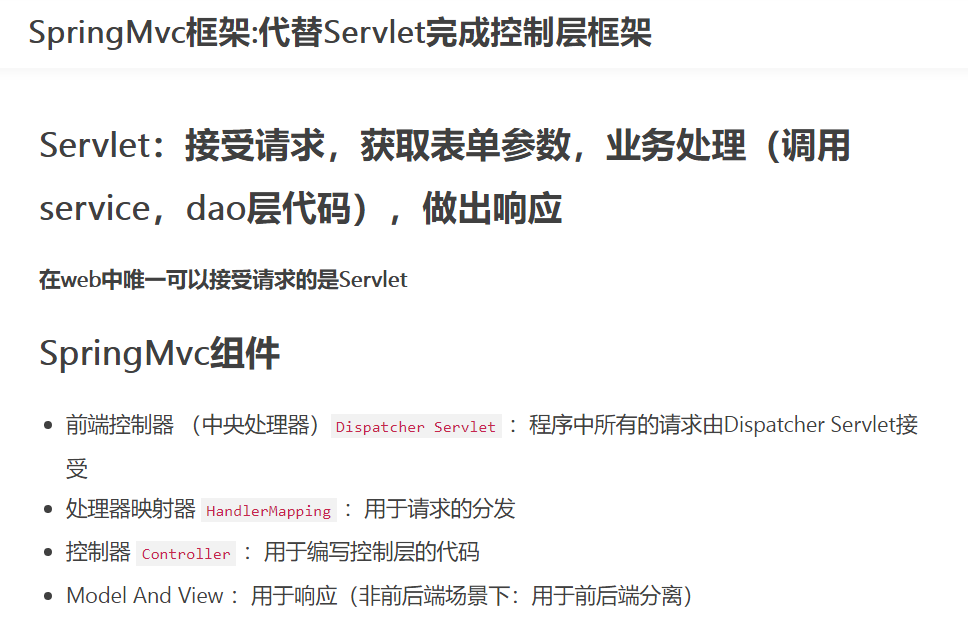 SpringMvc框架:代替Servlet完成控制层框架
Servlet：接受请求，获取表单参数，业务处理（调用
service，dao层代码），做出响应
在web中唯一可以接受请求的是Servlet
SpringMvc组件
前端控制器 （中央处理器） Dispatcher Servlet ：程序中所有的请求由Dispatcher Servlet接
受
处理器映射器 HandlerMapping ：用于请求的分发
控制器 Controller ：用于编写控制层的代码
Model And View ：用于响应（非前后端场景下：用于前后端分离）